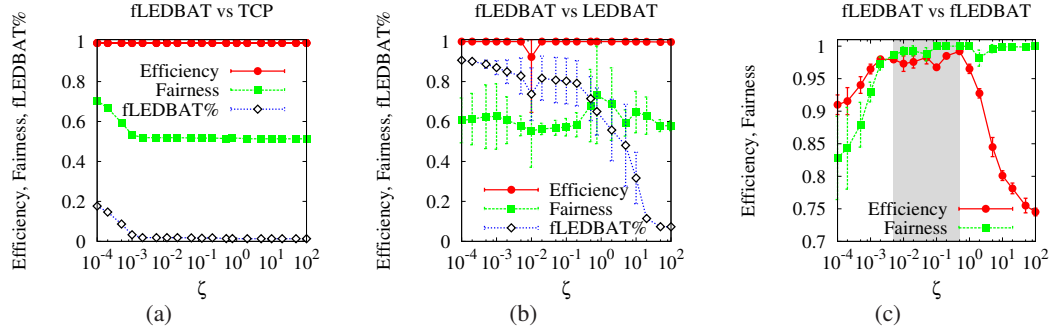 fLEDBAT vs TCP
Efficiency, Fairness, fLEDBAT%
1
0.8
0.6
0.4
0.2
0
Efficiency
Fairness
fLEDBAT%
10^-4 10^-3 10^-2 10^-1 10^0 10^1 10^2
ζ
(a)
fLEDBAT vs LEDBAT
Efficiency, Fairness, fLEDBAT%
1
0.8
0.6
0.4
0.2
0
Efficiency
Fairness
fLEDBAT%
10^-4 10^-3 10^-2 10^-1 10^0 10^1 10^2
ζ
(b)
fLEDBAT vs fLEDBAT
Efficiency, Fairness
1
0.95
0.9
0.85
0.8
0.75
0.7
Efficiency
Fairness
10^-4 10^-3 10^-2 10^-1 10^0 10^1 10^2
ζ
(c)